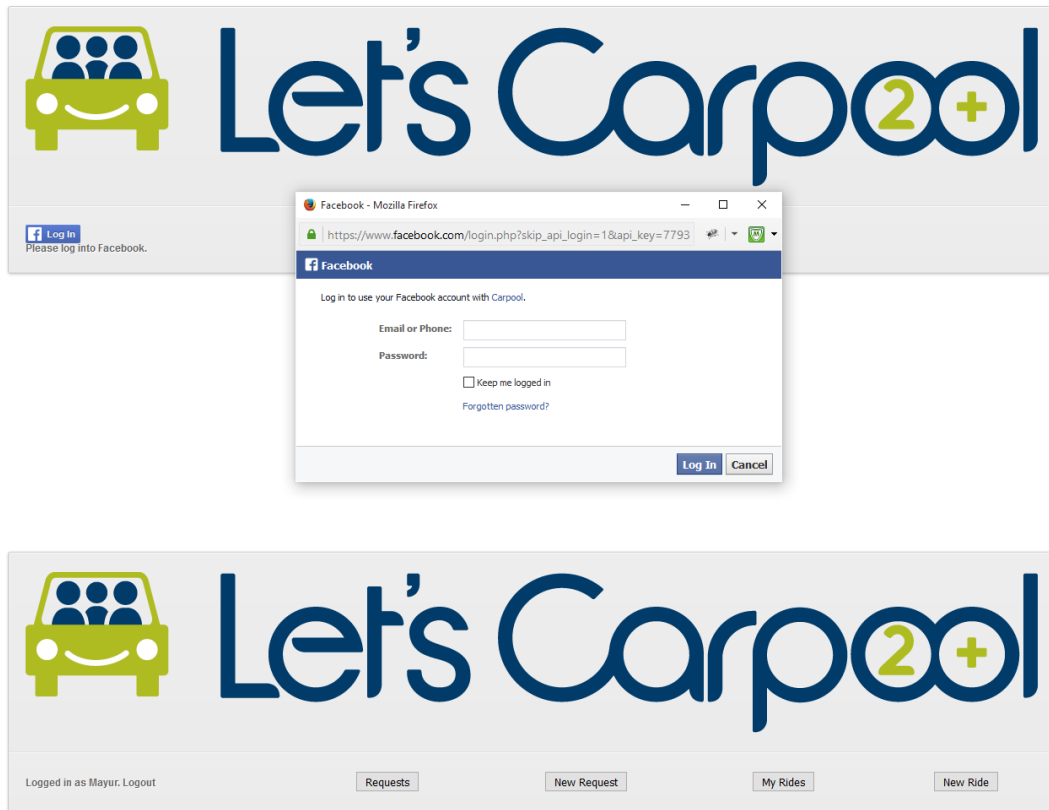 Let's Carpool
2 +
Facebook - Mozilla Firefox
https://www.facebook.com/login.php?skip_api_login=1&api_key=7793
f Log In
Please log into Facebook.
f Facebook
Log in to use your Facebook account with Carpool.
Email or Phone:
Password:
Keep me logged in
Forgotten password?
Log In Cancel
Let's Carpool
2 +
Logged in as Mayur. Logout Requests New Request My Rides New Ride